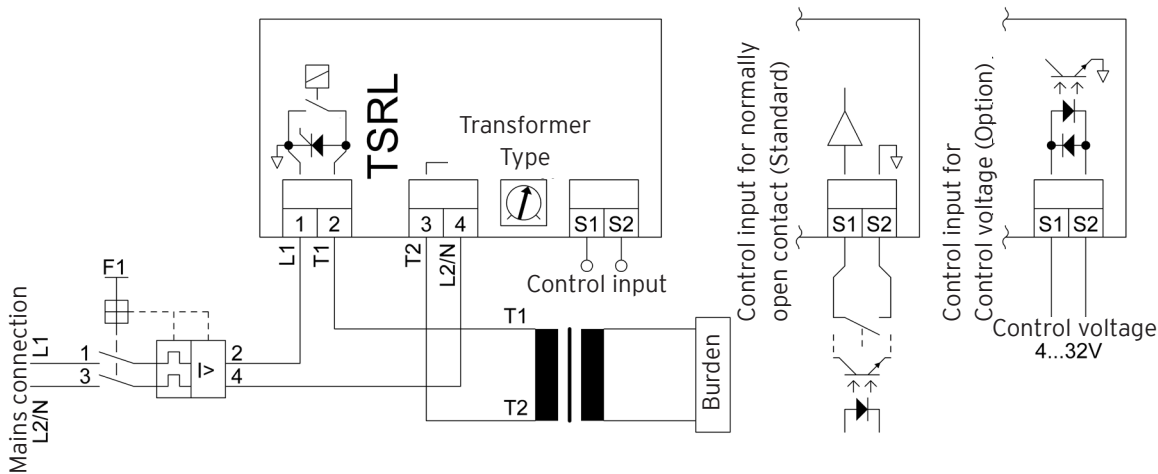 TSRL
Transformer
Type
1 2
3 4
S1 S2
L1
T1
T2
L2/N
Control input
F1
Mains connection
L1
L2/N
1
3
I>
2
4
T1
T2
Burden
Control input for normally
open contact (Standard)
S1 S2
Control input for
Control voltage (Option).
S1 S2
Control voltage
4...32V